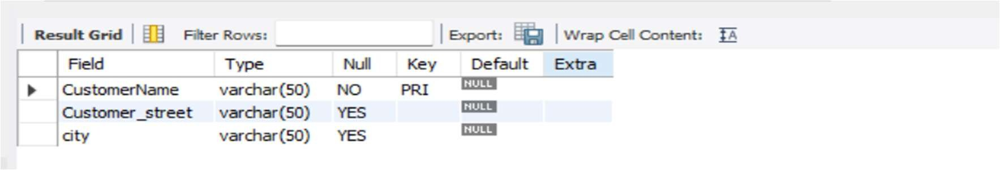 Result Grid Filter Rows: Export: Wrap Cell Content: A
Field Type Null Key Default Extra
CustomerName varchar(50) NO PRI NULL
Customer_street varchar(50) YES NULL
city varchar(50) YES NULL